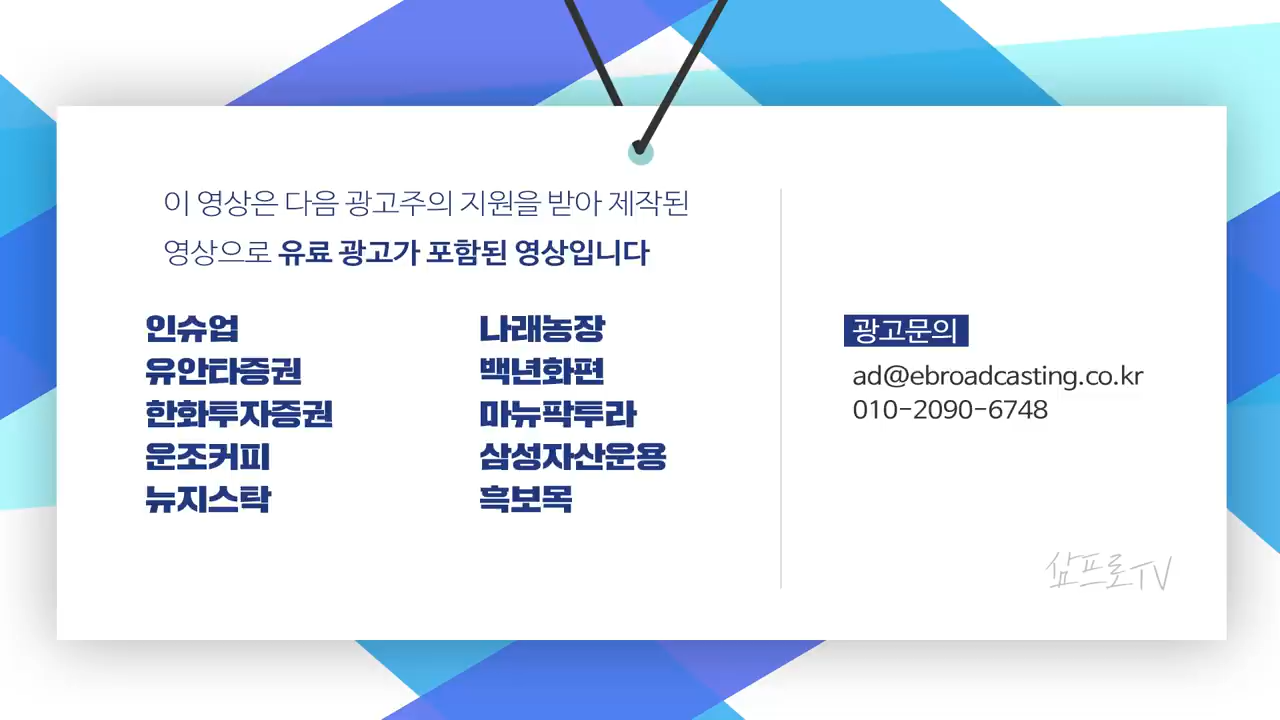 이 영상은 다음 광고주의 지원을 받아 제작된
영상으로 유료 광고가 포함된 영상입니다
인슈업
유안타증권
한화투자증권
운조커피
뉴지스탁
나래농장
백년화편
마뉴팍투라
삼성자산운용
흑보목
광고문의
ad@ebroadcasting.co.kr
010-2090-6748
삼프로TV